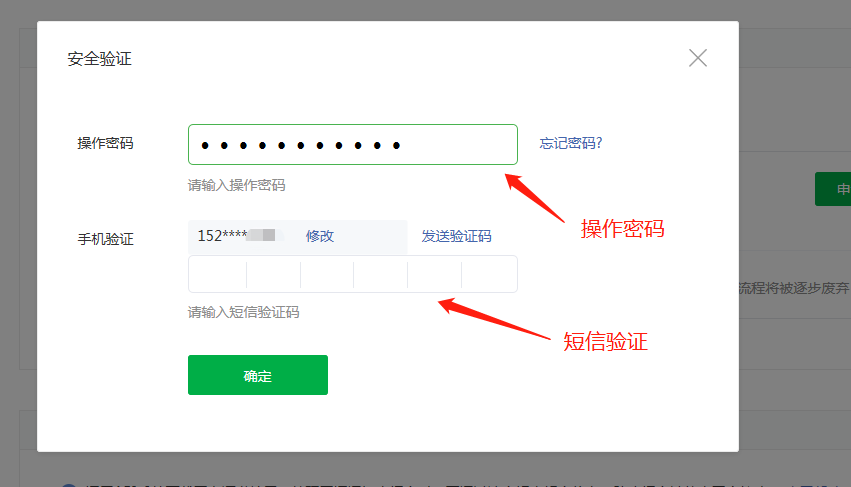 安全验证
操作密码
忘记密码?
请输入操作密码
申
操作密码
手机验证
152****
修改
发送验证码
流程将被逐步废弃
请输入短信验证码
短信验证
确定